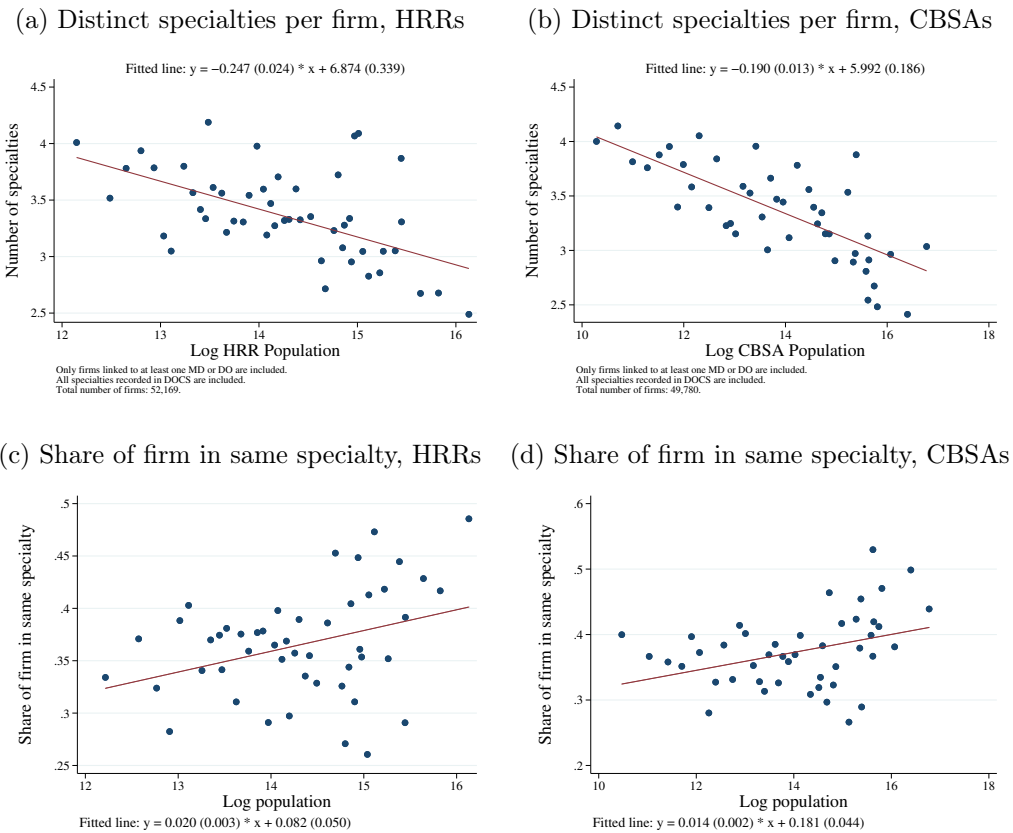 (a) Distinct specialties per firm, HRRs
Fitted line: y = −0.247 (0.024) * x + 6.874 (0.339)
Number of specialties
4.5
4
3.5
3
2.5
12
13
14
15
16
Log HRR Population
Only firms linked to at least one MD or DO are included.
All specialties recorded in DOCS are included.
Total number of firms: 52,169.
(b) Distinct specialties per firm, CBSAs
Fitted line: y = −0.190 (0.013) * x + 5.992 (0.186)
Number of specialties
4.5
4
3.5
3
2.5
10
12
14
16
18
Log CBSA Population
Only firms linked to at least one MD or DO are included.
All specialties recorded in DOCS are included.
Total number of firms: 49,780.
(c) Share of firm in same specialty, HRRs
Share of firm in same specialty
.5
.45
.4
.35
.3
.25
12
13
14
15
16
Log population
Fitted line: y = 0.020 (0.003) * x + 0.082 (0.050)
(d) Share of firm in same specialty, CBSAs
Share of firm in same specialty
.6
.5
.4
.3
.2
10
12
14
16
18
Log population
Fitted line: y = 0.014 (0.002) * x + 0.181 (0.044)